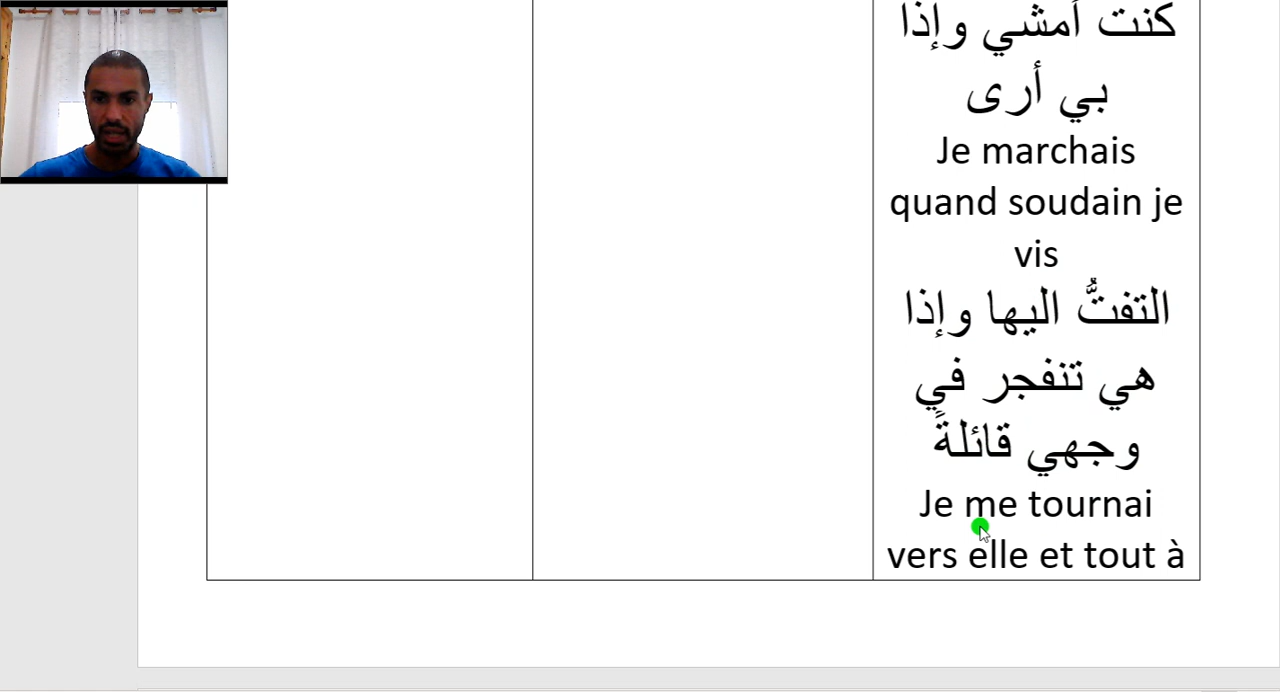 كنت أمشي وإذا
بي أرى
Je marchais
quand soudain je
vis
التفتُّ اليها وإذا
هي تنفجر في
وجهي قائلةً
Je me tournai
vers elle et tout à